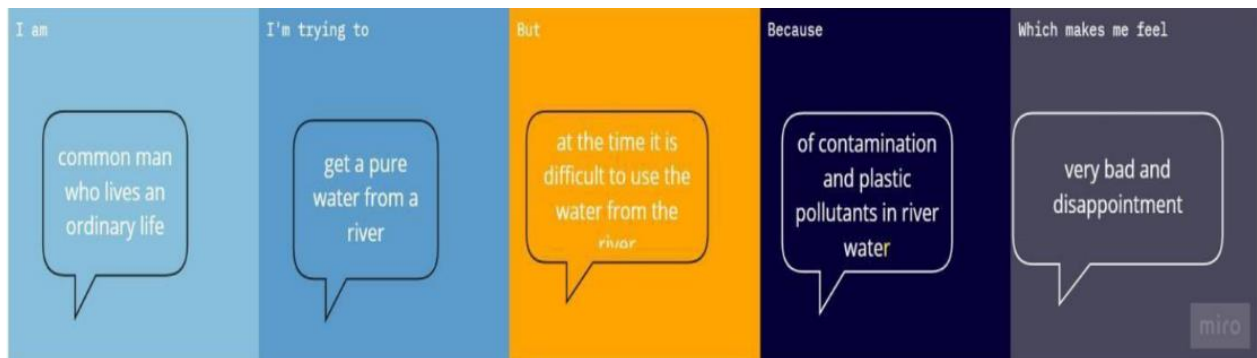 I am
common man
who lives an
ordinary life
I'm trying to
get a pure
water from a
river
But
at the time it is
difficult to use the
water from the
river
Because
of contamination
and plastic
pollutants in river
water
Which makes me feel
very bad and
disappointment
miro